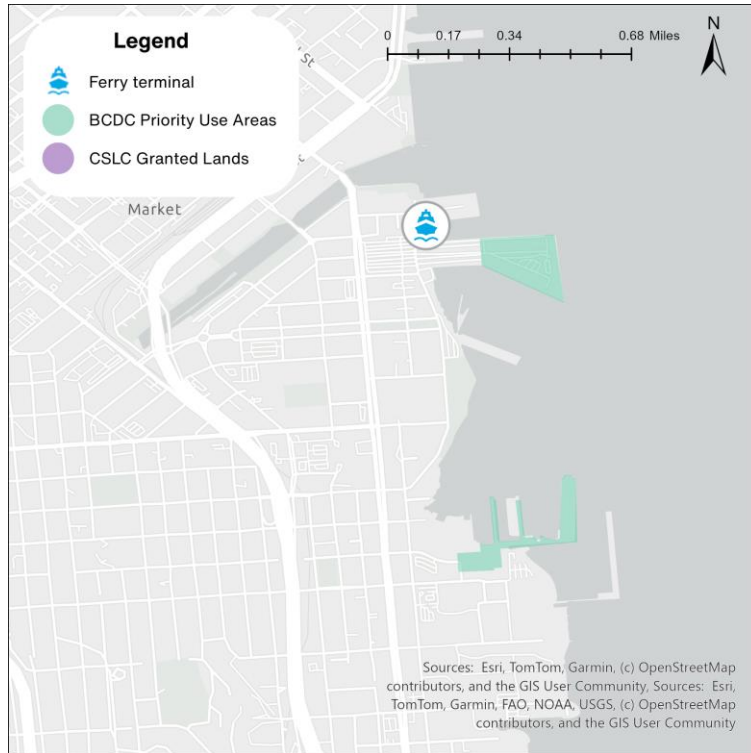 Legend
Ferry terminal
BCDC Priority Use Areas
CSLC Granted Lands
0 0.17 0.34 0.68 Miles
N
St
Market
Sources: Esri, TomTom, Garmin, (c) OpenStreetMap
contributors, and the GIS User Community, Sources: Esri,
TomTom, Garmin, FAO, NOAA, USGS, (c) OpenStreetMap
contributors, and the GIS User Community